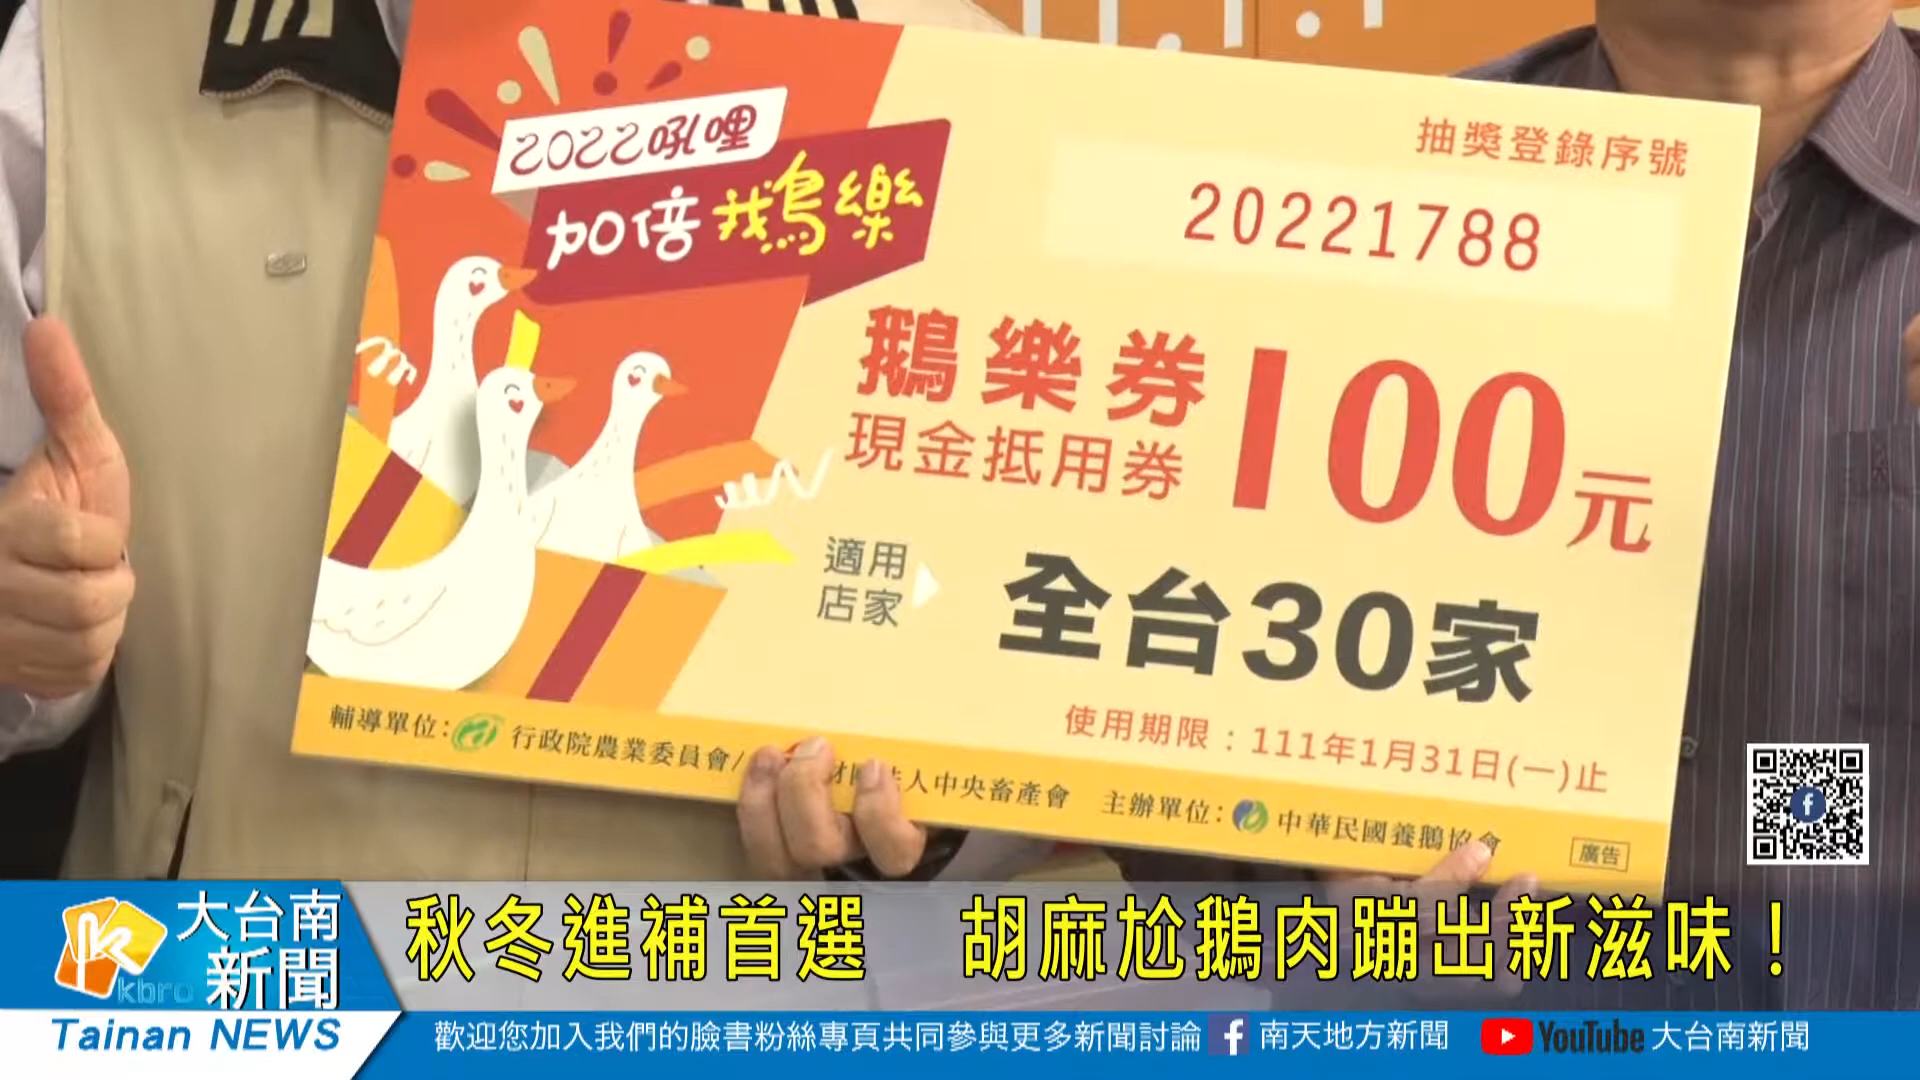 2022吼哩
加倍鵝樂
抽獎登錄序號
20221788
鵝樂券100元
現金抵用券
適用
店家
全台30家
使用期限：111年1月31日(一)止
輔導單位： 行政院農業委員會/ 財團法人中央畜產會 主辦單位： 中華民國養鵝協會
廣告
大台南
新聞
kbro
Tainan NEWS
秋冬進補首選 胡麻尬鵝肉蹦出新滋味！
歡迎您加入我們的臉書粉絲專頁共同參與更多新聞討論 南天地方新聞 YouTube 大台南新聞